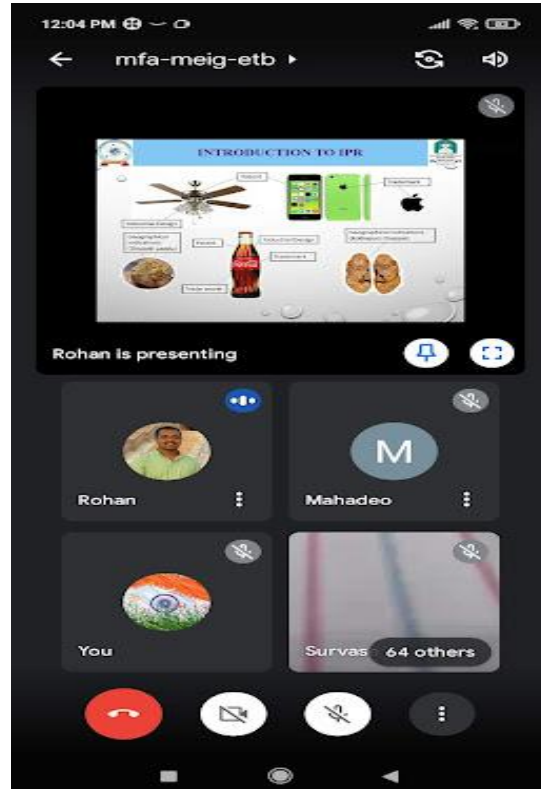 12:04 PM
mfa-meig-etb
INTRODUCTION TO IPR
Patent
Trademark
Industrial Design
Geographical
Patent
Industrial Design
Trademark
Trade secret
Rohan is presenting
Rohan
M
Mahadeo
You
Survas
64 others